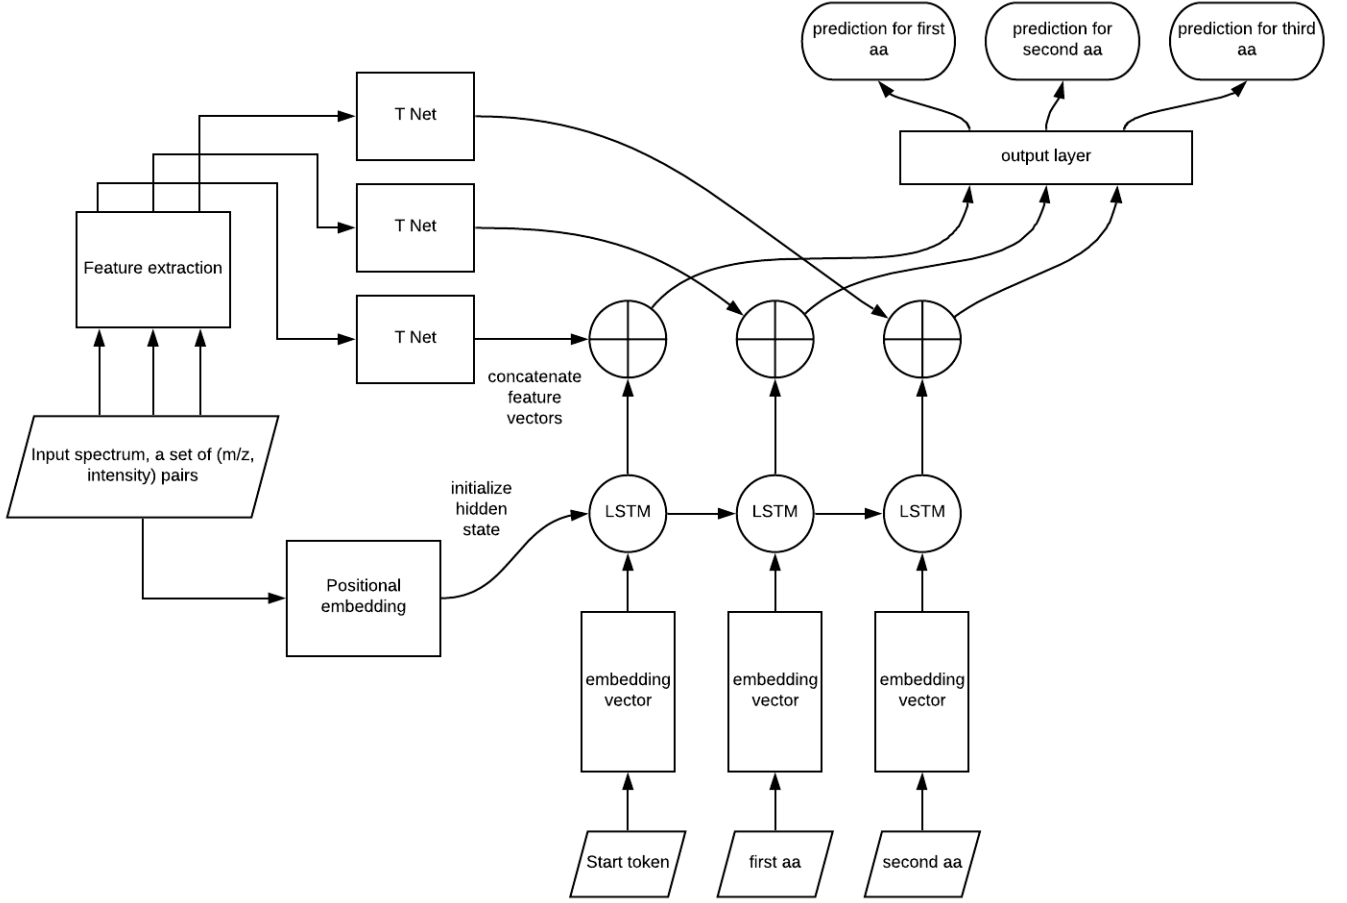 prediction for first
aa
prediction for
second aa
prediction for third
aa
T Net
output layer
T Net
Feature extraction
T Net
concatenate
feature
vectors
Input spectrum, a set of (m/z,
intensity) pairs
initialize
hidden
state
LSTM
LSTM
LSTM
Positional
embedding
embedding
vector
embedding
vector
embedding
vector
Start token
first aa
second aa